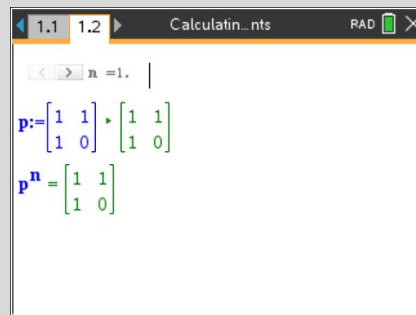 1.1 1.2 Calculatin…nts RAD
< > n =1.
p:=[1 1
1 0] ▸ [1 1
1 0]
pⁿ = [1 1
1 0]